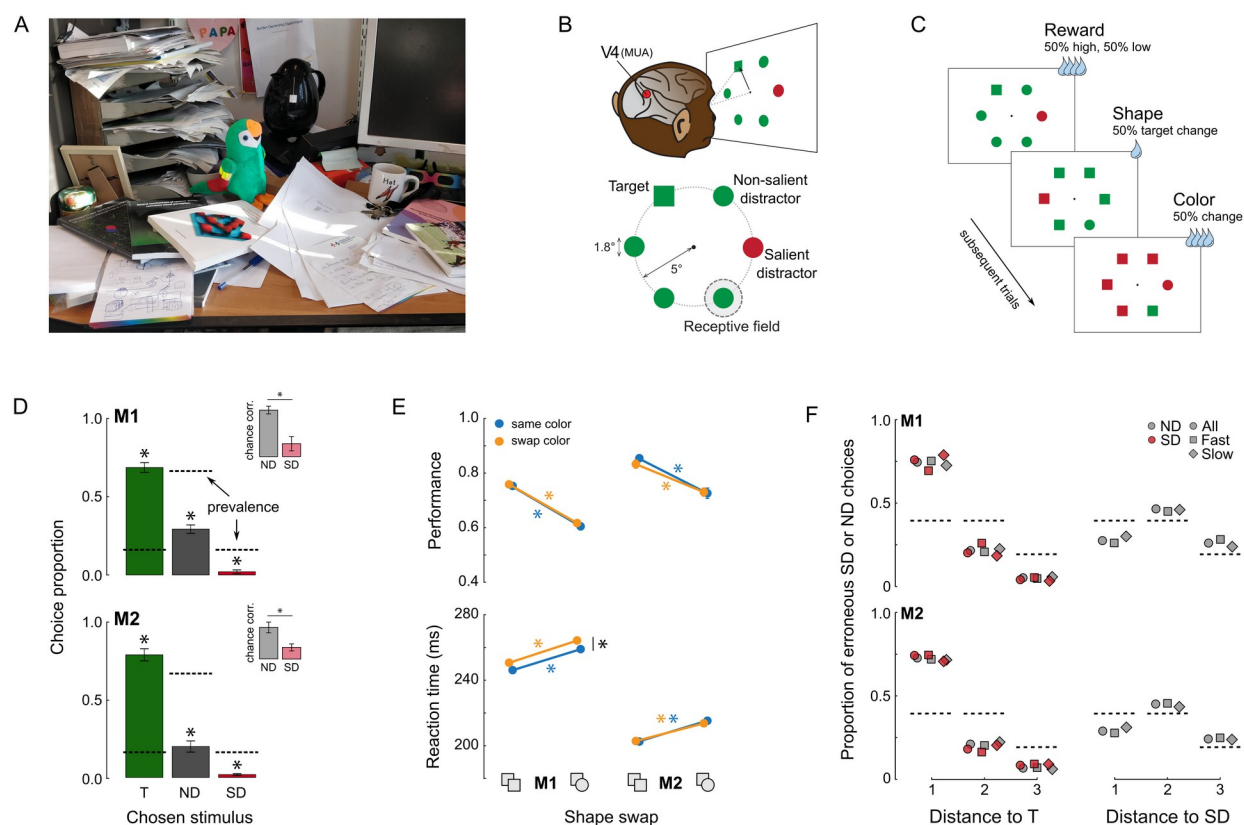 A
PAPA
Hat
B
V4 (MUA)
Target
Non-salient
distractor
1.8°
5°
Salient
distractor
Receptive field
C
Reward
50% high, 50% low
Shape
50% target change
Color
50% change
subsequent trials
D
Choice proportion
M1
1.0
0.5
0.0
*
*
*
prevalence
chance corr.
*
ND SD
M2
1.0
0.5
0.0
*
*
*
chance corr.
*
ND SD
T ND SD
Chosen stimulus
E
same color
swap color
Performance
1.0
0.8
0.6
0.4
*
*
*
*
Reaction time (ms)
280
240
200
*
*
*
* *
M1 M2
Shape swap
F
Proportion of erroneous SD or ND choices
M1
1.0
0.5
0.0
ND All
SD Fast
Slow
M2
1.0
0.5
0.0
1 2 3 1 2 3
Distance to T Distance to SD